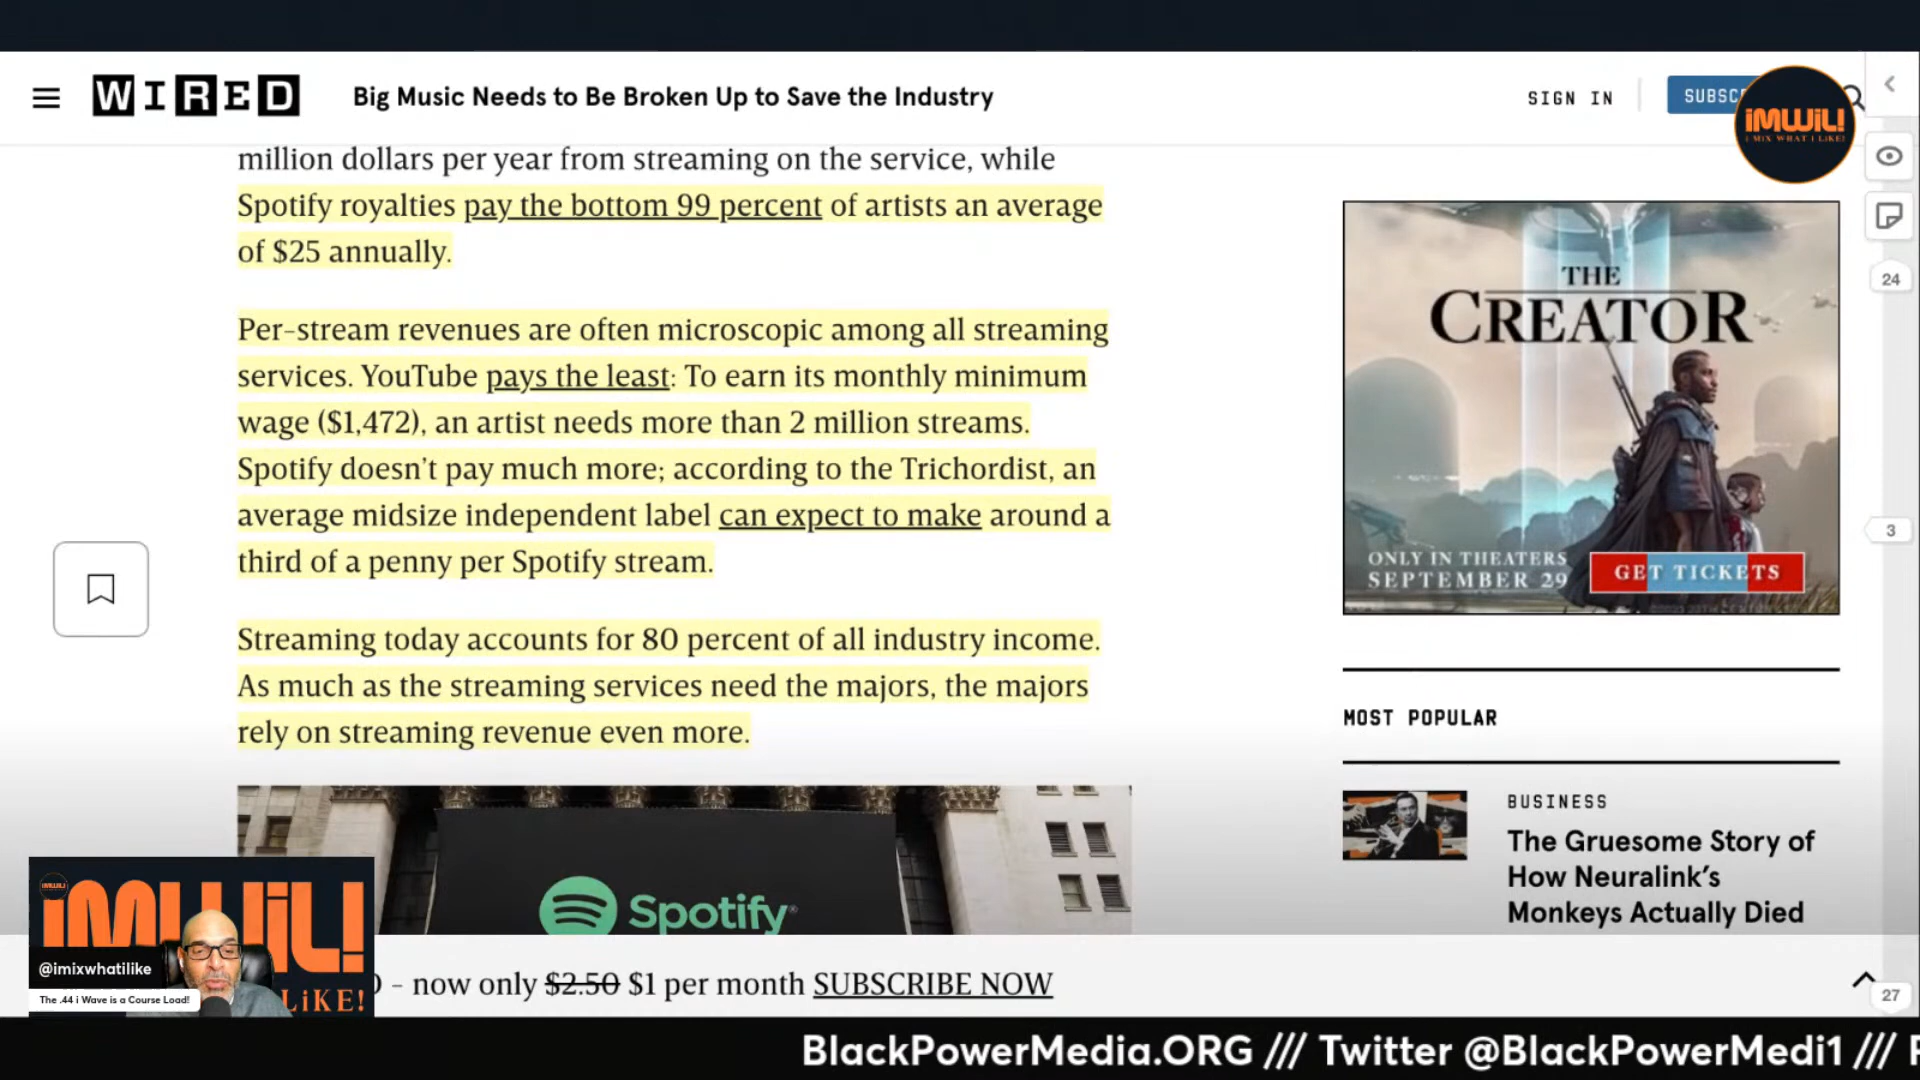 WIRED
Big Music Needs to Be Broken Up to Save the Industry
SIGN IN
SUBSC
iMWiL!
I MiX WHAT I LiKE!
million dollars per year from streaming on the service, while
Spotify royalties pay the bottom 99 percent of artists an average
of $25 annually.
Per-stream revenues are often microscopic among all streaming
services. YouTube pays the least: To earn its monthly minimum
wage ($1,472), an artist needs more than 2 million streams.
Spotify doesn’t pay much more; according to the Trichordist, an
average midsize independent label can expect to make around a
third of a penny per Spotify stream.
Streaming today accounts for 80 percent of all industry income.
As much as the streaming services need the majors, the majors
rely on streaming revenue even more.
THE
CREATOR
ONLY IN THEATERS
SEPTEMBER 29
GET TICKETS
24
3
MOST POPULAR
BUSINESS
The Gruesome Story of
How Neuralink’s
Monkeys Actually Died
Spotify
iMWiL!
@imixwhatilike
The .44 i Wave is a Course Load!
LiKE!
– now only $2.50 $1 per month SUBSCRIBE NOW
27
BlackPowerMedia.ORG /// Twitter @BlackPowerMedi1 ///